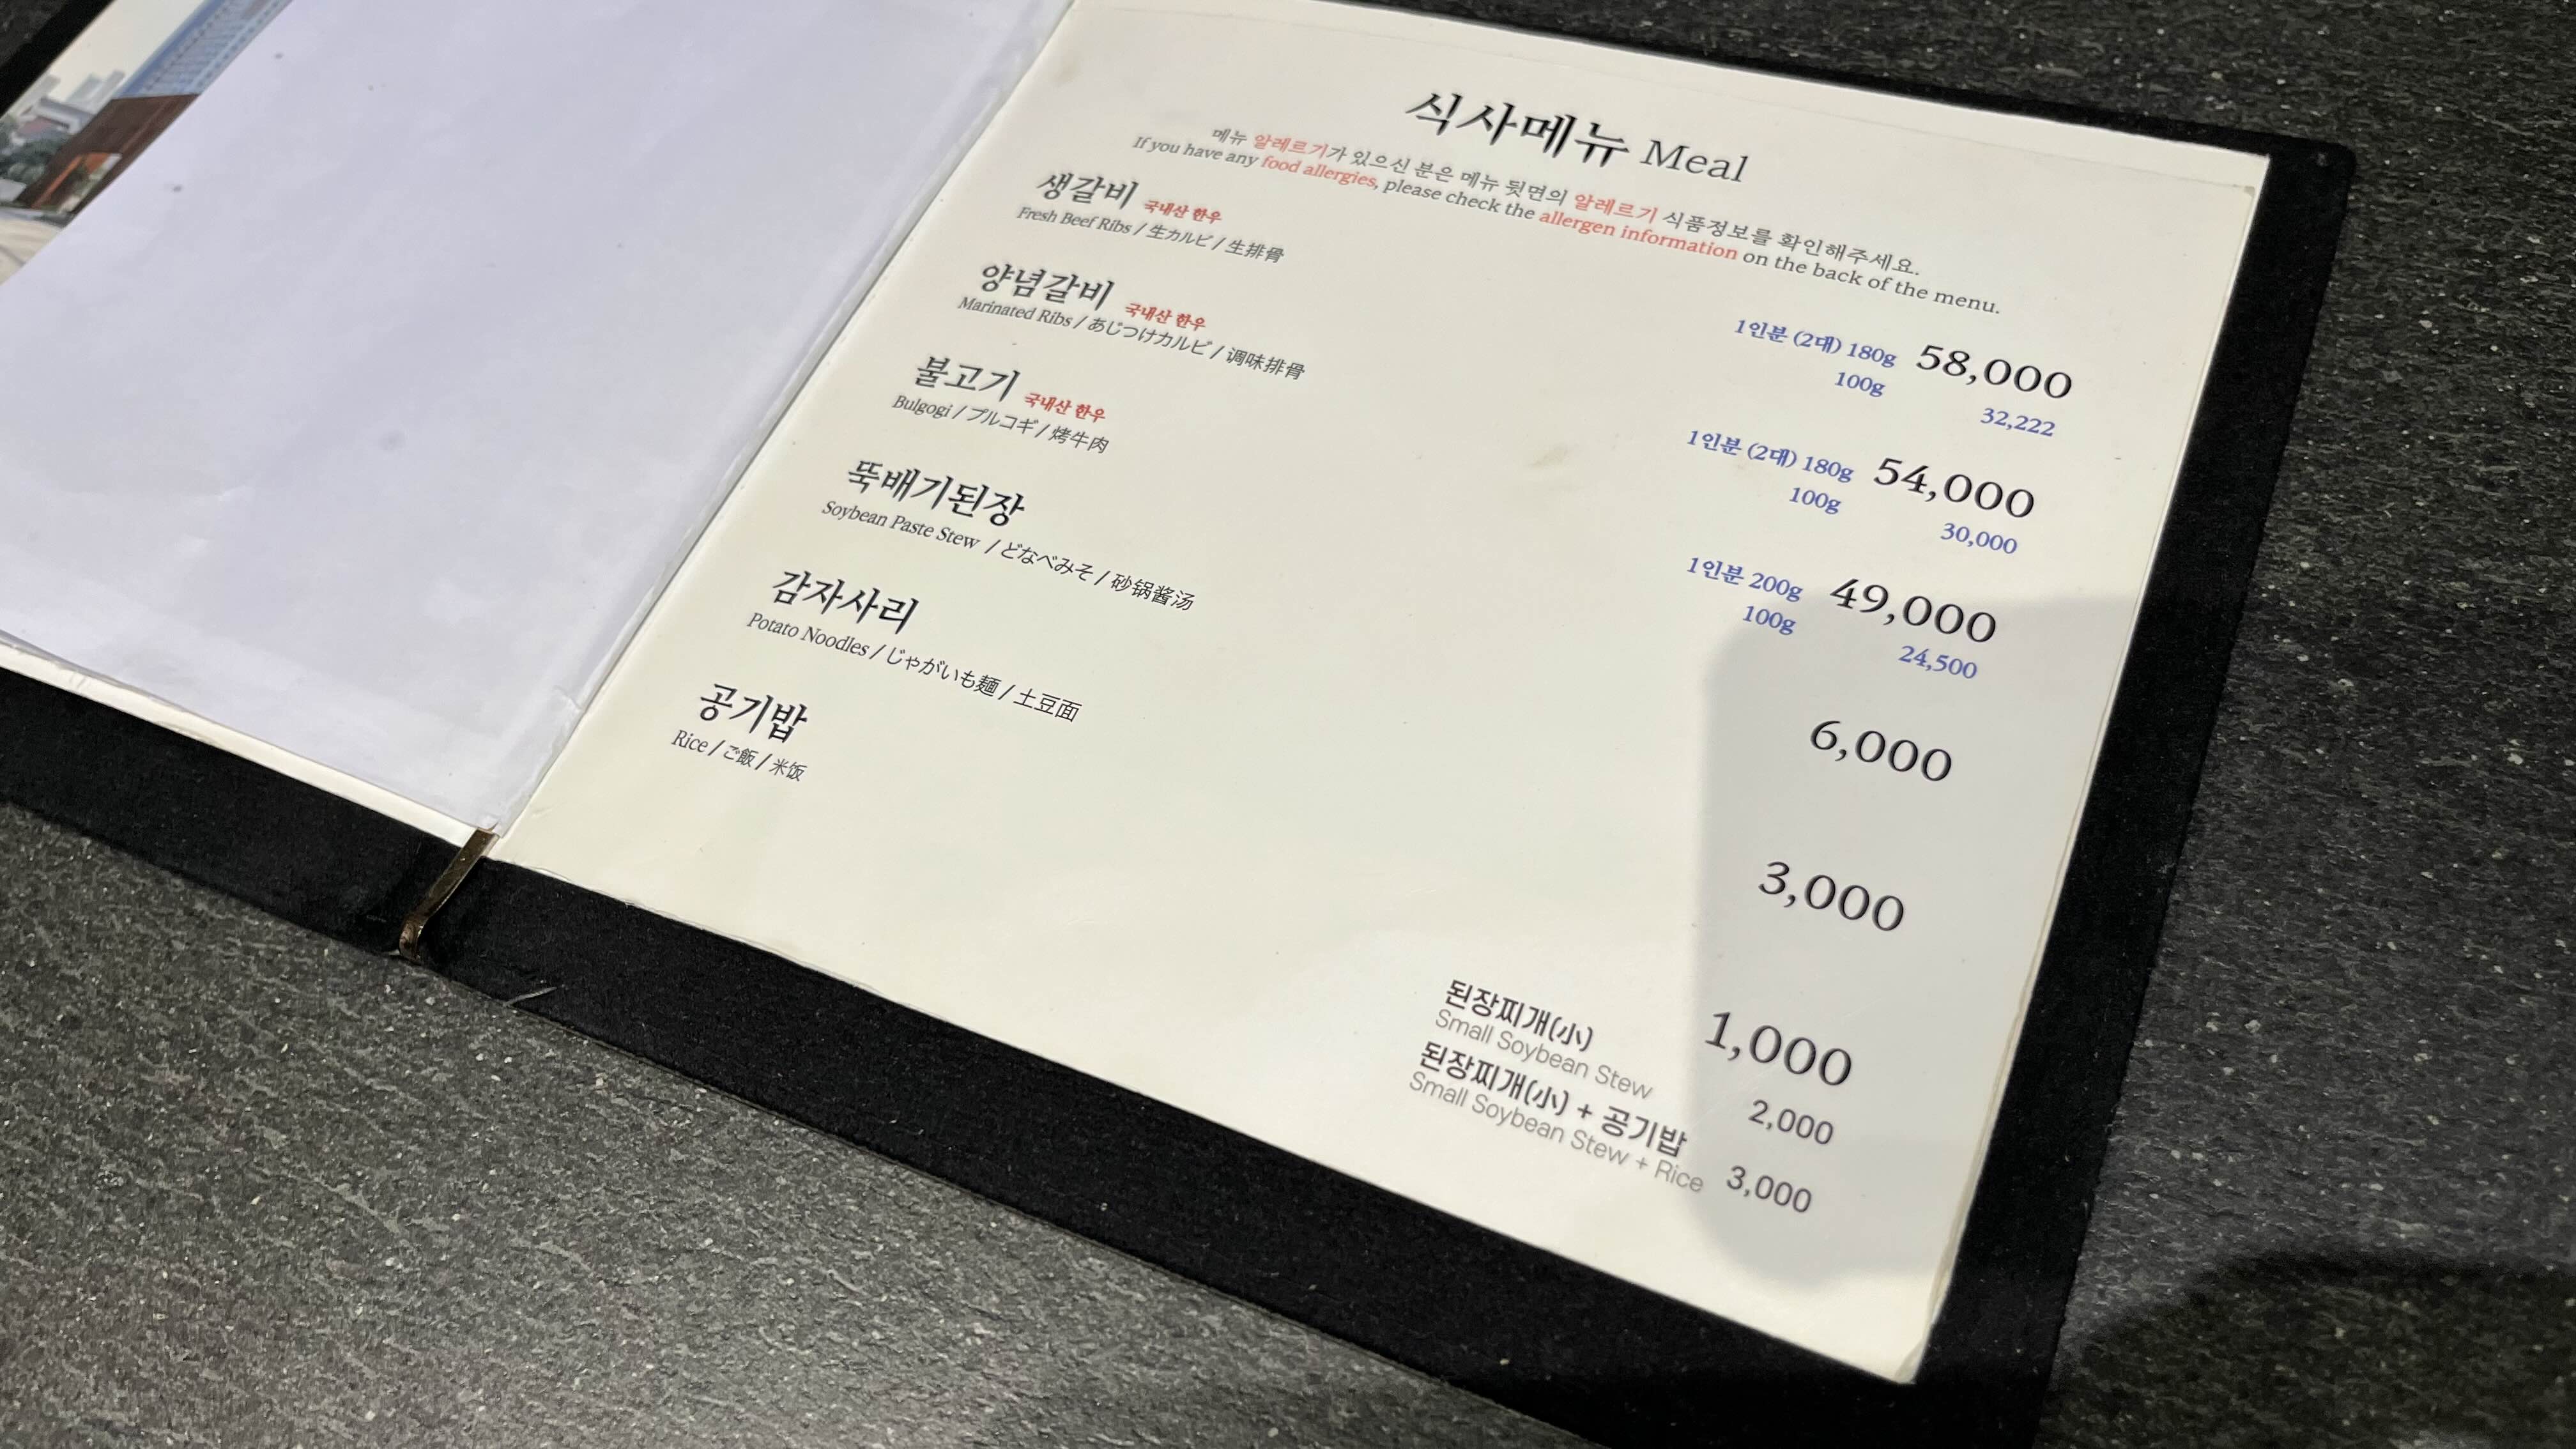 식사메뉴 Meal
메뉴 알레르기가 있으신 분은 메뉴 뒷면의 알레르기 식품정보를 확인해주세요.
If you have any food allergies, please check the allergen information on the back of the menu.
생갈비 국내산 한우
Fresh Beef Ribs / 生カルビ / 生排骨
1인분 (2대) 180g 58,000
100g 32,222
양념갈비 국내산 한우
Marinated Ribs / あじつけカルビ / 调味排骨
1인분 (2대) 180g 54,000
100g 30,000
불고기 국내산 한우
Bulgogi / プルコギ / 烤牛肉
1인분 200g 49,000
100g 24,500
뚝배기된장 6,000
Soybean Paste Stew / どなべみそ / 砂锅酱汤
감자사리 3,000
Potato Noodles / じゃがいも麺 / 土豆面
공기밥 1,000
Rice / ご飯 / 米饭
된장찌개(小) 2,000
Small Soybean Stew
된장찌개(小) + 공기밥 3,000
Small Soybean Stew + Rice